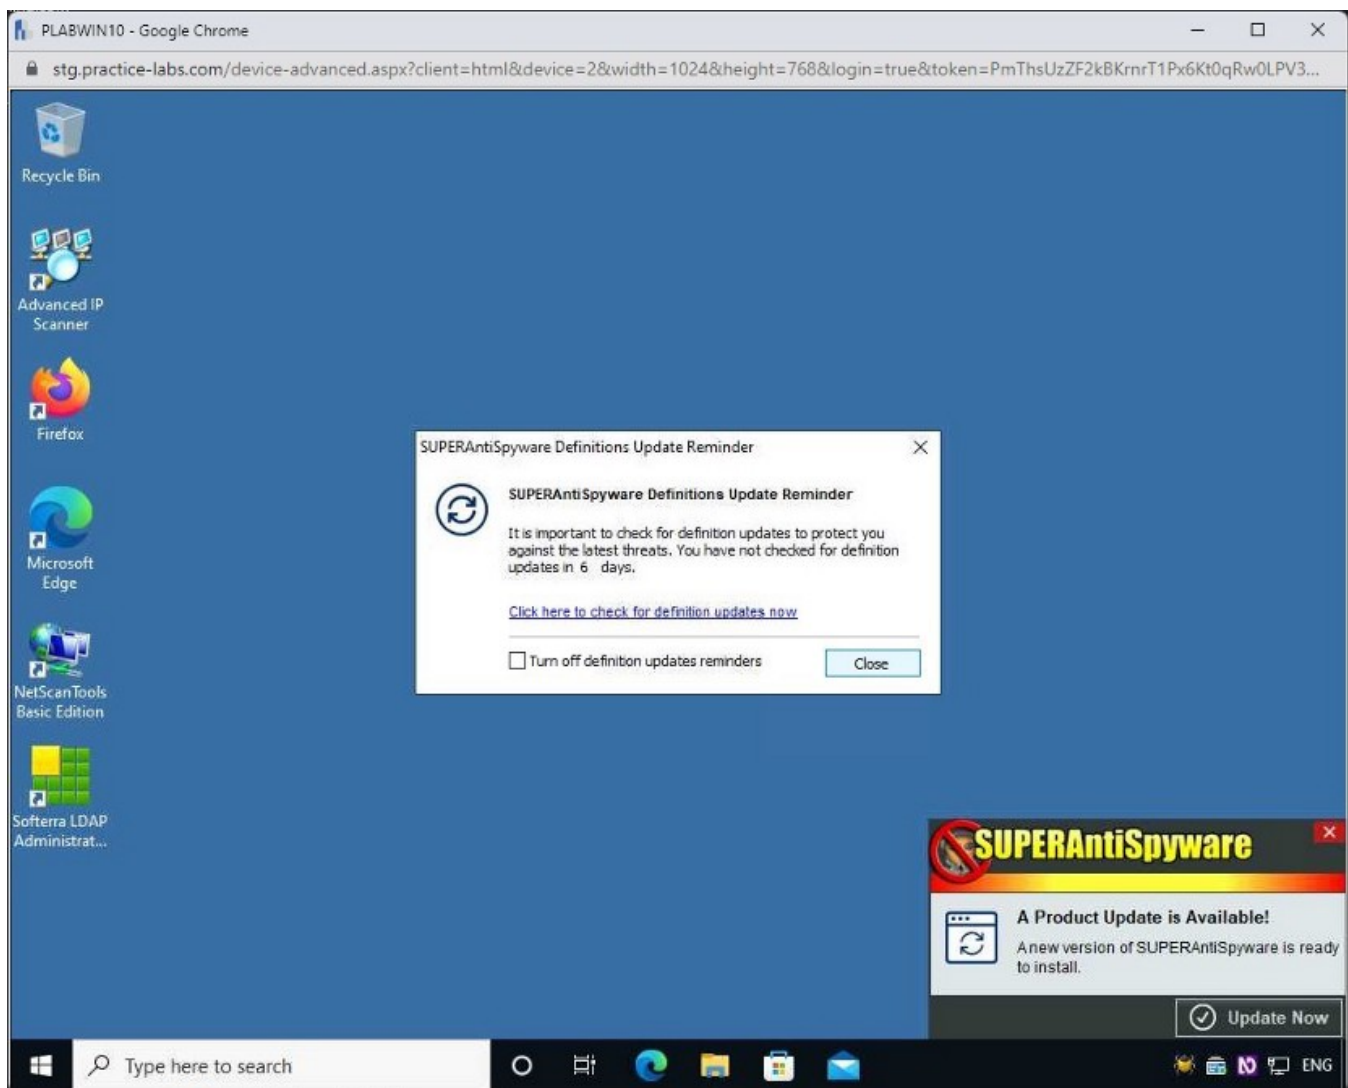 PLABWIN10 - Google Chrome
stg.practice-labs.com/device-advanced.aspx?client=html&device=2&width=1024&height=768&login=true&token=PmThsUzZF2kBKrnrT1Px6Kt0qRw0LPV3...
Recycle Bin
Advanced IP
Scanner
Firefox
Microsoft
Edge
NetScanTools
Basic Edition
Softerra LDAP
Administrat...
SUPERAntiSpyware Definitions Update Reminder
SUPERAntiSpyware Definitions Update Reminder
It is important to check for definition updates to protect you
against the latest threats. You have not checked for definition
updates in 6 days.
Click here to check for definition updates now
Turn off definition updates reminders
Close
SUPERAntiSpyware
A Product Update is Available!
A new version of SUPERAntiSpyware is ready
to install.
Update Now
Type here to search
ENG